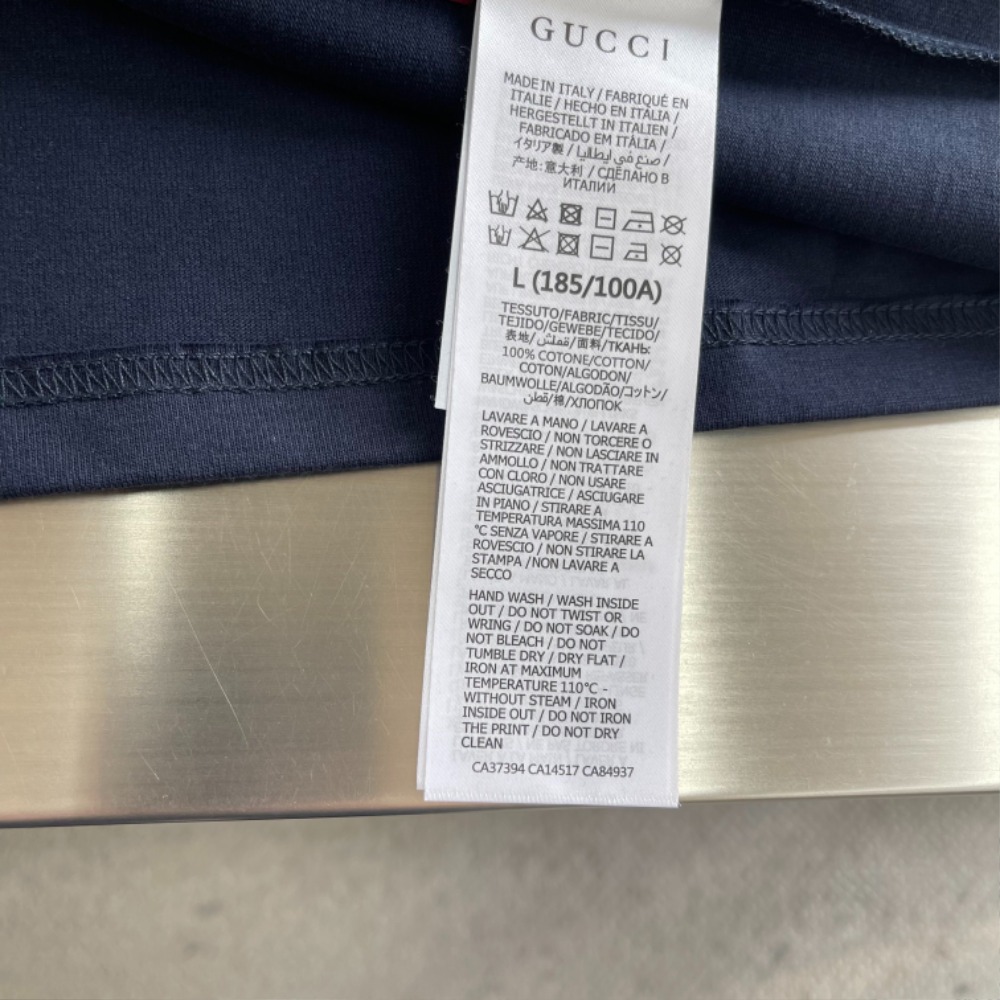 GUCCI
MADE IN ITALY / FABRIQUÉ EN
ITALIE / HECHO EN ITALIA /
HERGESTELLT IN ITALIEN /
FABRICADO EM ITÁLIA /
イタリア製 / صنع في إيطاليا /
产地:意大利 / СДЕЛАНО В
ИТАЛИИ
L (185/100A)
TESSUTO/FABRIC/TISSU/
TEJIDO/GEWEBE/TECIDO/
表地/قماش/面料/ТКАНЬ:
100% COTONE/COTTON/
COTON/ALGODON/
BAUMWOLLE/ALGODÃO/コットン/
قطن/棉/ХЛОПОК
LAVARE A MANO / LAVARE A
ROVESCIO / NON TORCERE O
STRIZZARE / NON LASCIARE IN
AMMOLLO / NON TRATTARE
CON CLORO / NON USARE
ASCIUGATRICE / ASCIUGARE
IN PIANO / STIRARE A
TEMPERATURA MASSIMA 110
°C SENZA VAPORE / STIRARE A
ROVESCIO / NON STIRARE LA
STAMPA /NON LAVARE A
SECCO
HAND WASH / WASH INSIDE
OUT / DO NOT TWIST OR
WRING / DO NOT SOAK / DO
NOT BLEACH / DO NOT
TUMBLE DRY / DRY FLAT /
IRON AT MAXIMUM
TEMPERATURE 110°C -
WITHOUT STEAM / IRON
INSIDE OUT / DO NOT IRON
THE PRINT / DO NOT DRY
CLEAN
CA37394 CA14517 CA84937